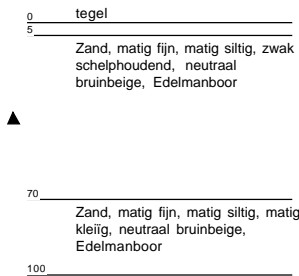 0 tegel
5
Zand, matig fijn, matig siltig, zwak
schelphoudend, neutraal
bruinbeige, Edelmanboor
70
Zand, matig fijn, matig siltig, matig
kleiïg, neutraal bruinbeige,
Edelmanboor
100